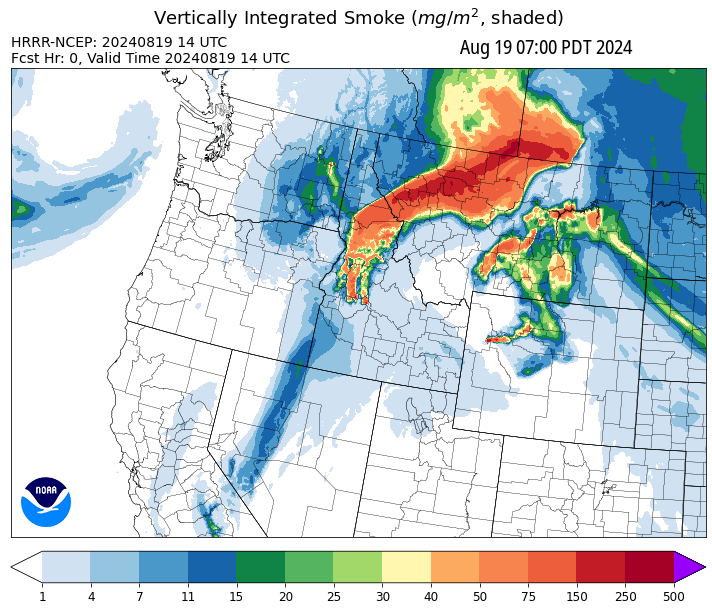 Vertically Integrated Smoke (mg/m², shaded)
HRRR-NCEP: 20240819 14 UTC
Aug 19 07:00 PDT 2024
Fcst Hr: 0, Valid Time 20240819 14 UTC
NOAA
1 4 7 11 15 20 25 30 40 50 75 150 250 500